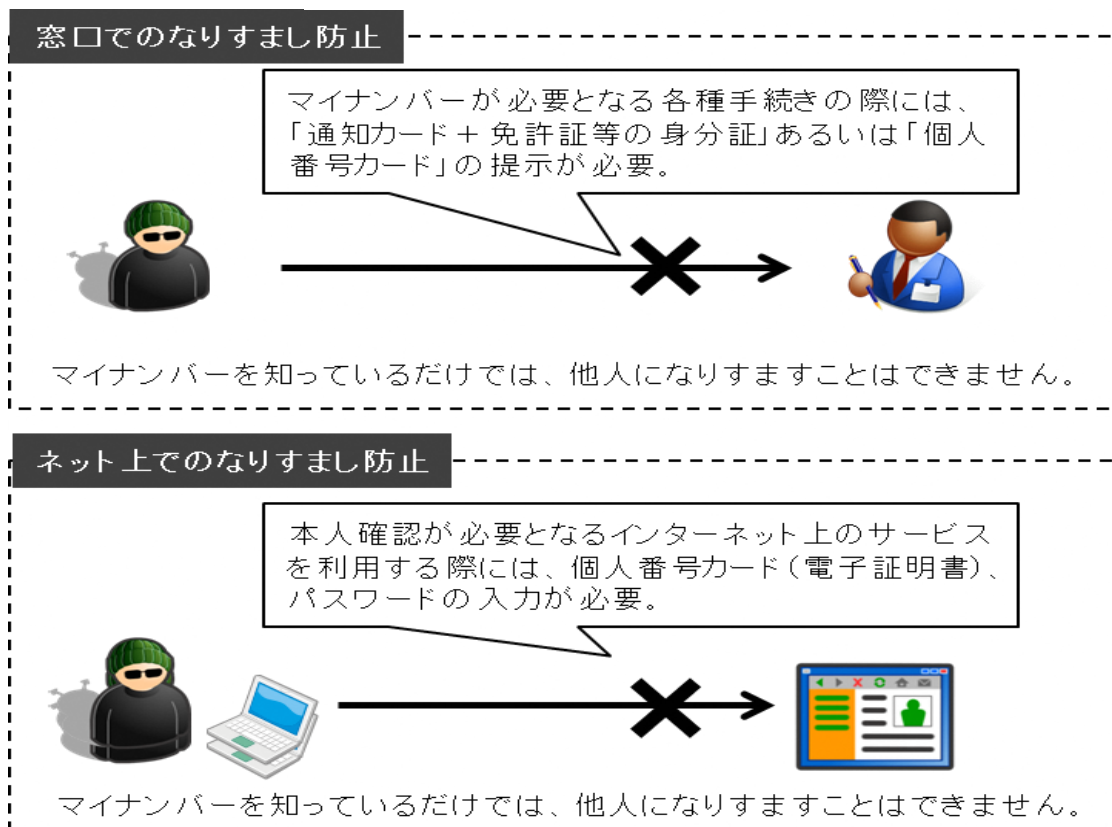 窓口でのなりすまし防止
マイナンバーが必要となる各種手続きの際には、
「通知カード＋免許証等の身分証」あるいは「個人
番号カード」の提示が必要。
マイナンバーを知っているだけでは、他人になりすますことはできません。
ネット上でのなりすまし防止
本人確認が必要となるインターネット上のサービス
を利用する際には、個人番号カード（電子証明書）、
パスワードの入力が必要。
マイナンバーを知っているだけでは、他人になりすますことはできません。